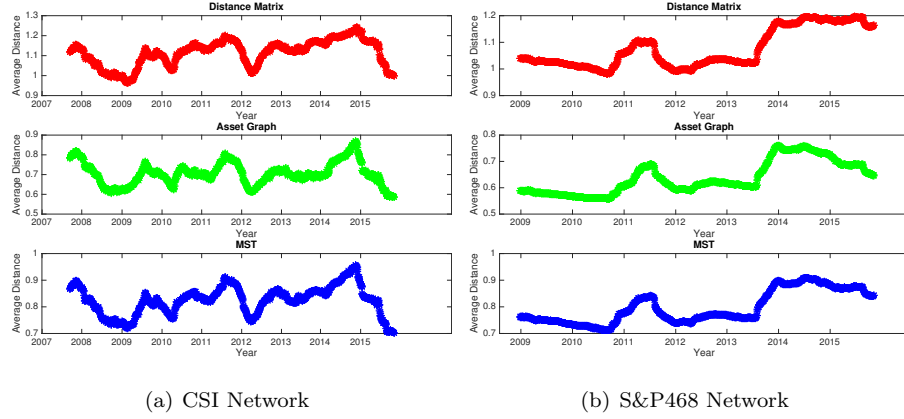 Distance Matrix
Average Distance
1.3
1.2
1.1
1
0.9
2007 2008 2009 2010 2011 2012 2013 2014 2015
Year
Asset Graph
Average Distance
0.9
0.8
0.7
0.6
0.5
2007 2008 2009 2010 2011 2012 2013 2014 2015
Year
MST
Average Distance
1
0.9
0.8
0.7
2007 2008 2009 2010 2011 2012 2013 2014 2015
Year
(a) CSI Network
Distance Matrix
Average Distance
1.2
1.1
1
0.9
2009 2010 2011 2012 2013 2014 2015
Year
Asset Graph
Average Distance
0.8
0.7
0.6
0.5
2009 2010 2011 2012 2013 2014 2015
Year
MST
Average Distance
1
0.9
0.8
0.7
2009 2010 2011 2012 2013 2014 2015
Year
(b) S&P468 Network